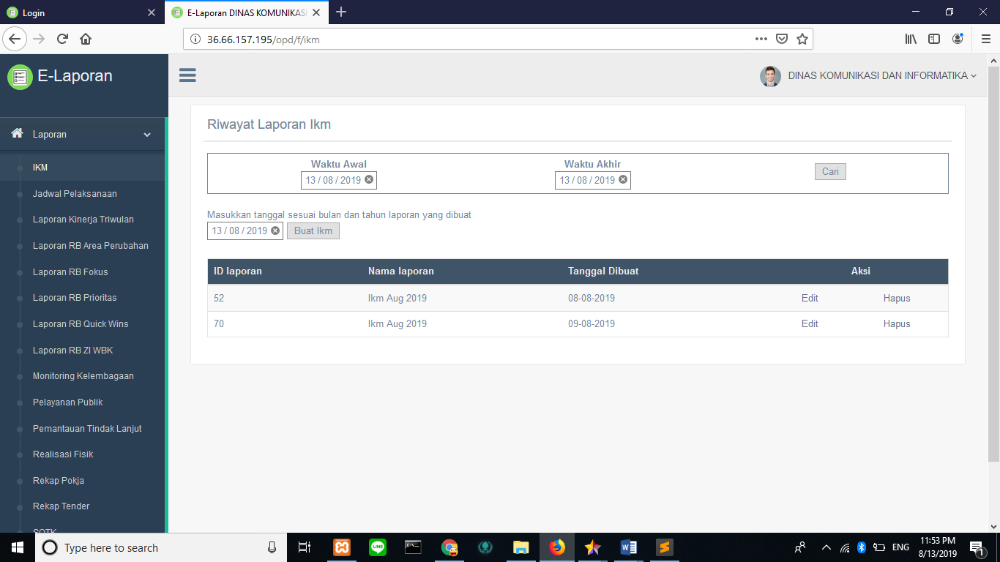 Login
E-Laporan DINAS KOMUNIKASI
36.66.157.195/opd/f/ikm
E-Laporan
DINAS KOMUNIKASI DAN INFORMATIKA
Laporan
IKM
Jadwal Pelaksanaan
Laporan Kinerja Triwulan
Laporan RB Area Perubahan
Laporan RB Fokus
Laporan RB Prioritas
Laporan RB Quick Wins
Laporan RB ZI WBK
Monitoring Kelembagaan
Pelayanan Publik
Pemantauan Tindak Lanjut
Realisasi Fisik
Rekap Pokja
Rekap Tender
SOTK
Riwayat Laporan Ikm
Waktu Awal Waktu Akhir
13 / 08 / 2019 13 / 08 / 2019 Cari
Masukkan tanggal sesuai bulan dan tahun laporan yang dibuat
13 / 08 / 2019 Buat Ikm
ID laporan Nama laporan Tanggal Dibuat Aksi
52 Ikm Aug 2019 08-08-2019 Edit Hapus
70 Ikm Aug 2019 09-08-2019 Edit Hapus
Type here to search
ENG
11:53 PM
8/13/2019
1